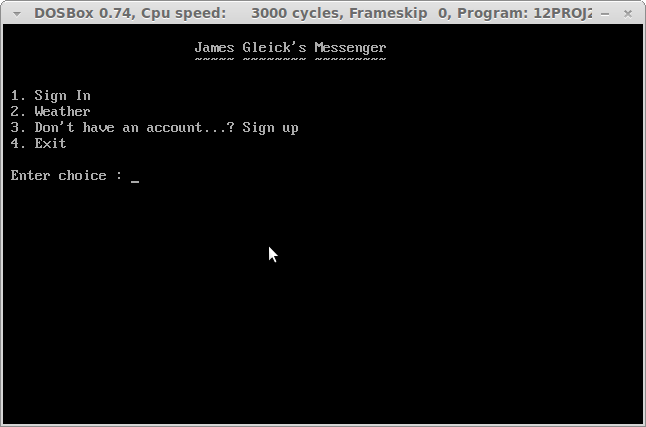 DOSBox 0.74, Cpu speed: 3000 cycles, Frameskip 0, Program: 12PROJ2
James Gleick's Messenger
~~~~~ ~~~~~~~~ ~~~~~~~~~
1. Sign In
2. Weather
3. Don't have an account...? Sign up
4. Exit
Enter choice : _